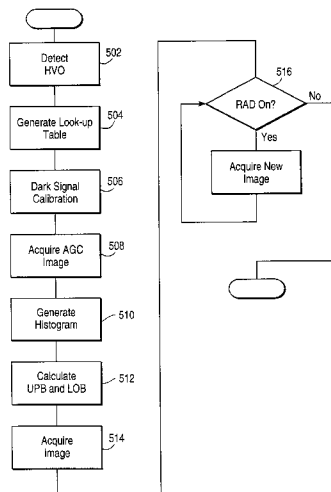 Detect
HVO
502
Generate Look-up
Table
504
Dark Signal
Calibration
506
Acquire AGC
Image
508
Generate
Histogram
510
Calculate
UPB and LOB
512
Acquire
Image
514
516
RAD On?
No
Yes
Acquire New
Image